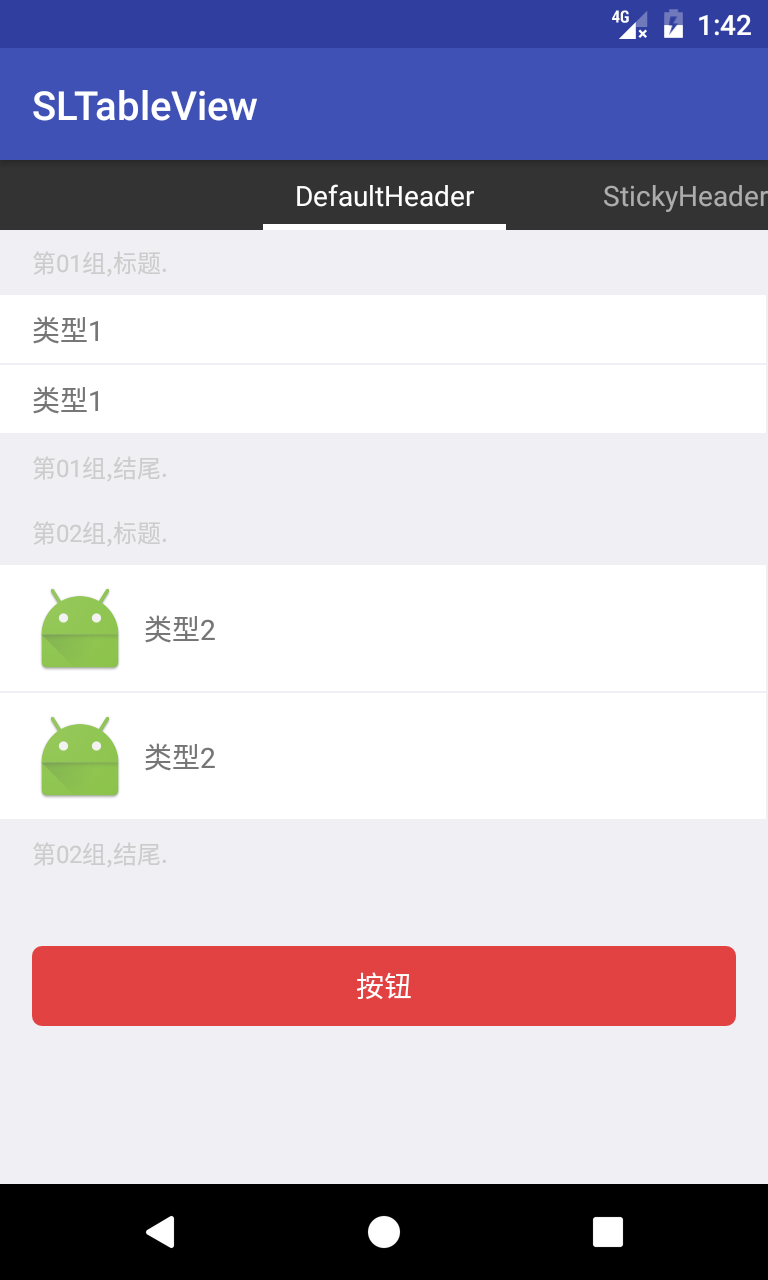 4G 1:42
SLTableView
DefaultHeader StickyHeader
第01组,标题.
类型1
类型1
第01组,结尾.
第02组,标题.
类型2
类型2
第02组,结尾.
按钮